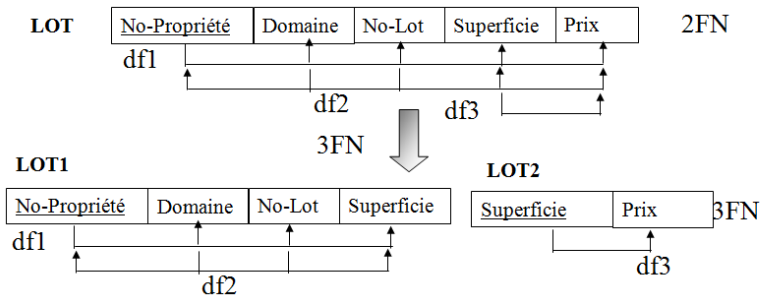 LOT No-Propriété Domaine No-Lot Superficie Prix 2FN
df1
df2 df3
3FN
LOT1 LOT2
No-Propriété Domaine No-Lot Superficie Superficie Prix 3FN
df1
df2 df3